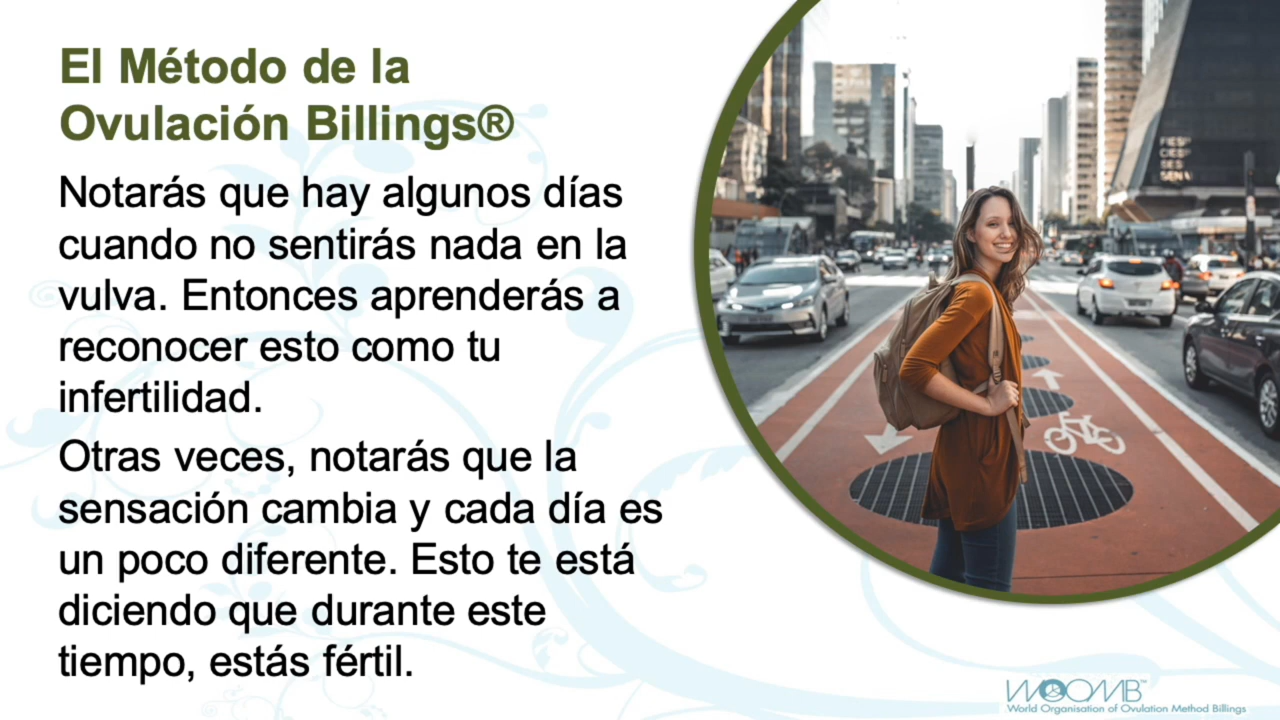 El Método de la
Ovulación Billings®
Notarás que hay algunos días
cuando no sentirás nada en la
vulva. Entonces aprenderás a
reconocer esto como tu
infertilidad.
Otras veces, notarás que la
sensación cambia y cada día es
un poco diferente. Esto te está
diciendo que durante este
tiempo, estás fértil.
WOOMB™
World Organisation of Ovulation Method Billings